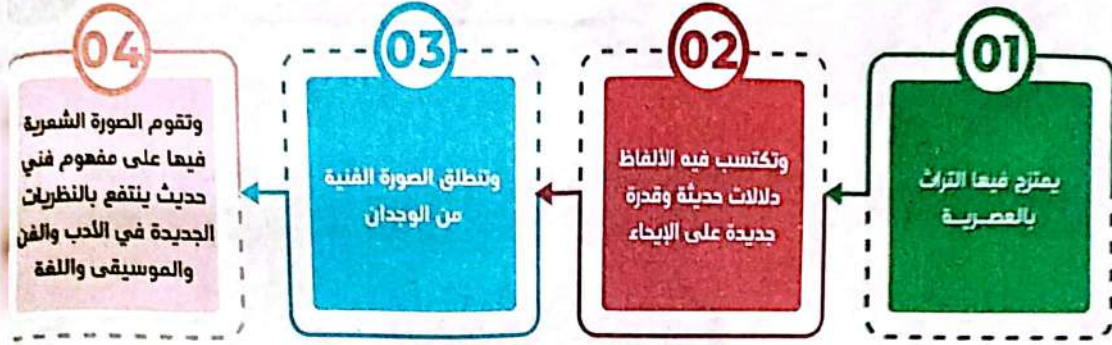 01
يمتزج فيها التراث
بالعصرية
02
وتكتسب فيه الألفاظ
دلالات حديثة وقدرة
جديدة على الإيحاء
03
وتنطلق الصورة الفنية
من الوجدان
04
وتقوم الصورة الشعرية
فيها على مفهوم فني
حديث ينتفع بالنظريات
الجديدة في الأدب والفن
والموسيقى واللغة